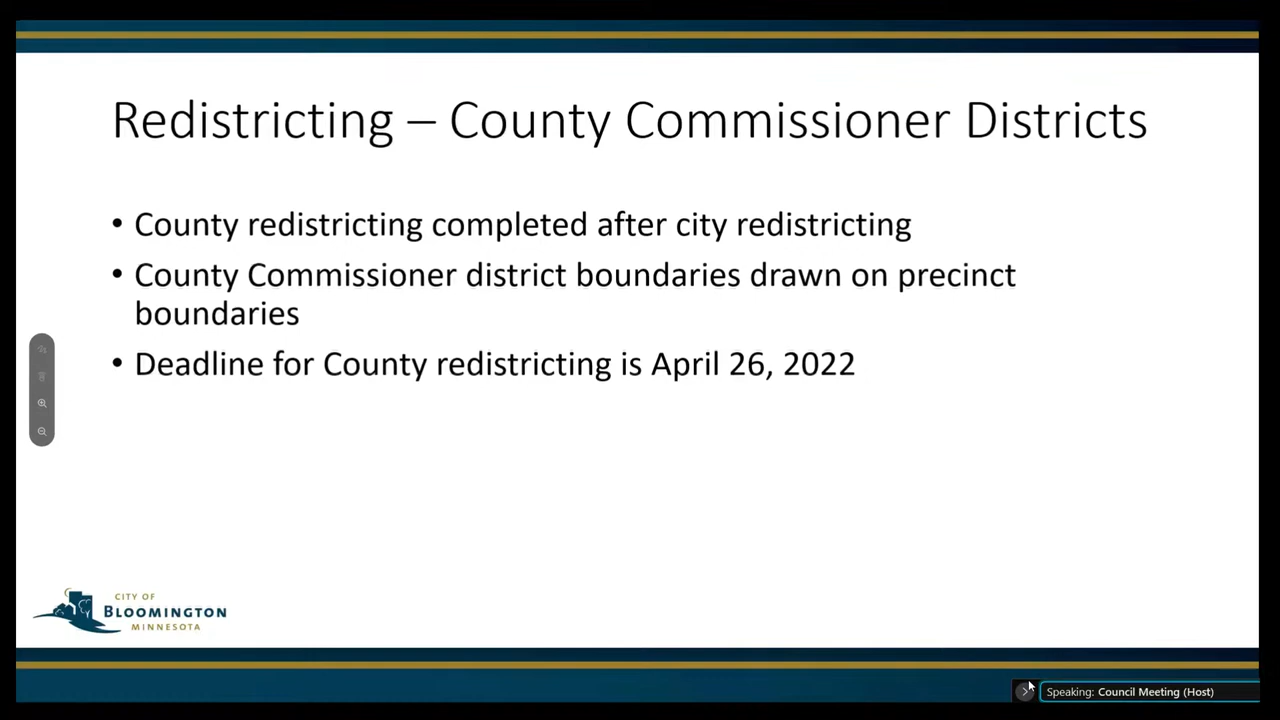 Redistricting – County Commissioner Districts
• County redistricting completed after city redistricting
• County Commissioner district boundaries drawn on precinct
boundaries
• Deadline for County redistricting is April 26, 2022
CITY OF
BLOOMINGTON
MINNESOTA
Speaking: Council Meeting (Host)